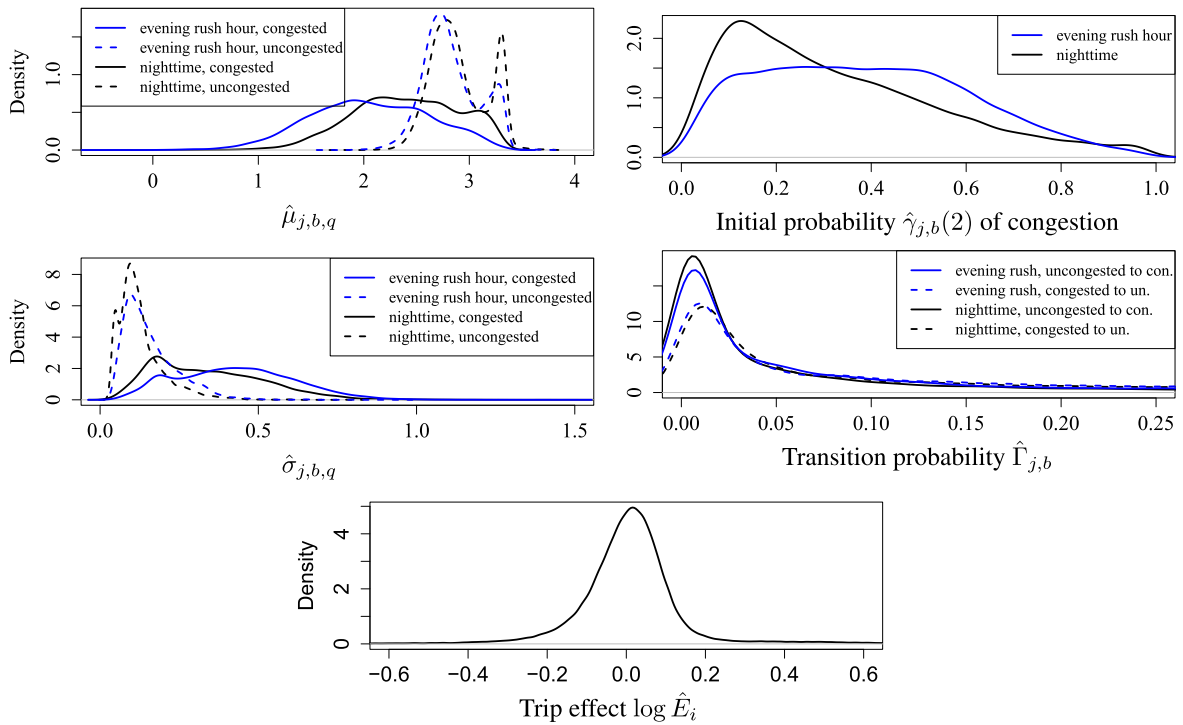 Density
evening rush hour, congested
evening rush hour, uncongested
nighttime, congested
nighttime, uncongested
0.0 1.0
0 1 2 3 4
μ̂j,b,q
evening rush hour
nighttime
0.0 1.0 2.0
0.0 0.2 0.4 0.6 0.8 1.0
Initial probability γ̂j,b(2) of congestion
Density
evening rush hour, congested
evening rush hour, uncongested
nighttime, congested
nighttime, uncongested
0 2 4 6 8
0.0 0.5 1.0 1.5
σ̂j,b,q
evening rush, uncongested to con.
evening rush, congested to un.
nighttime, uncongested to con.
nighttime, congested to un.
0 5 10
0.00 0.05 0.10 0.15 0.20 0.25
Transition probability Γ̂j,b
Density
0 2 4
−0.6 −0.4 −0.2 0.0 0.2 0.4 0.6
Trip effect log Êi